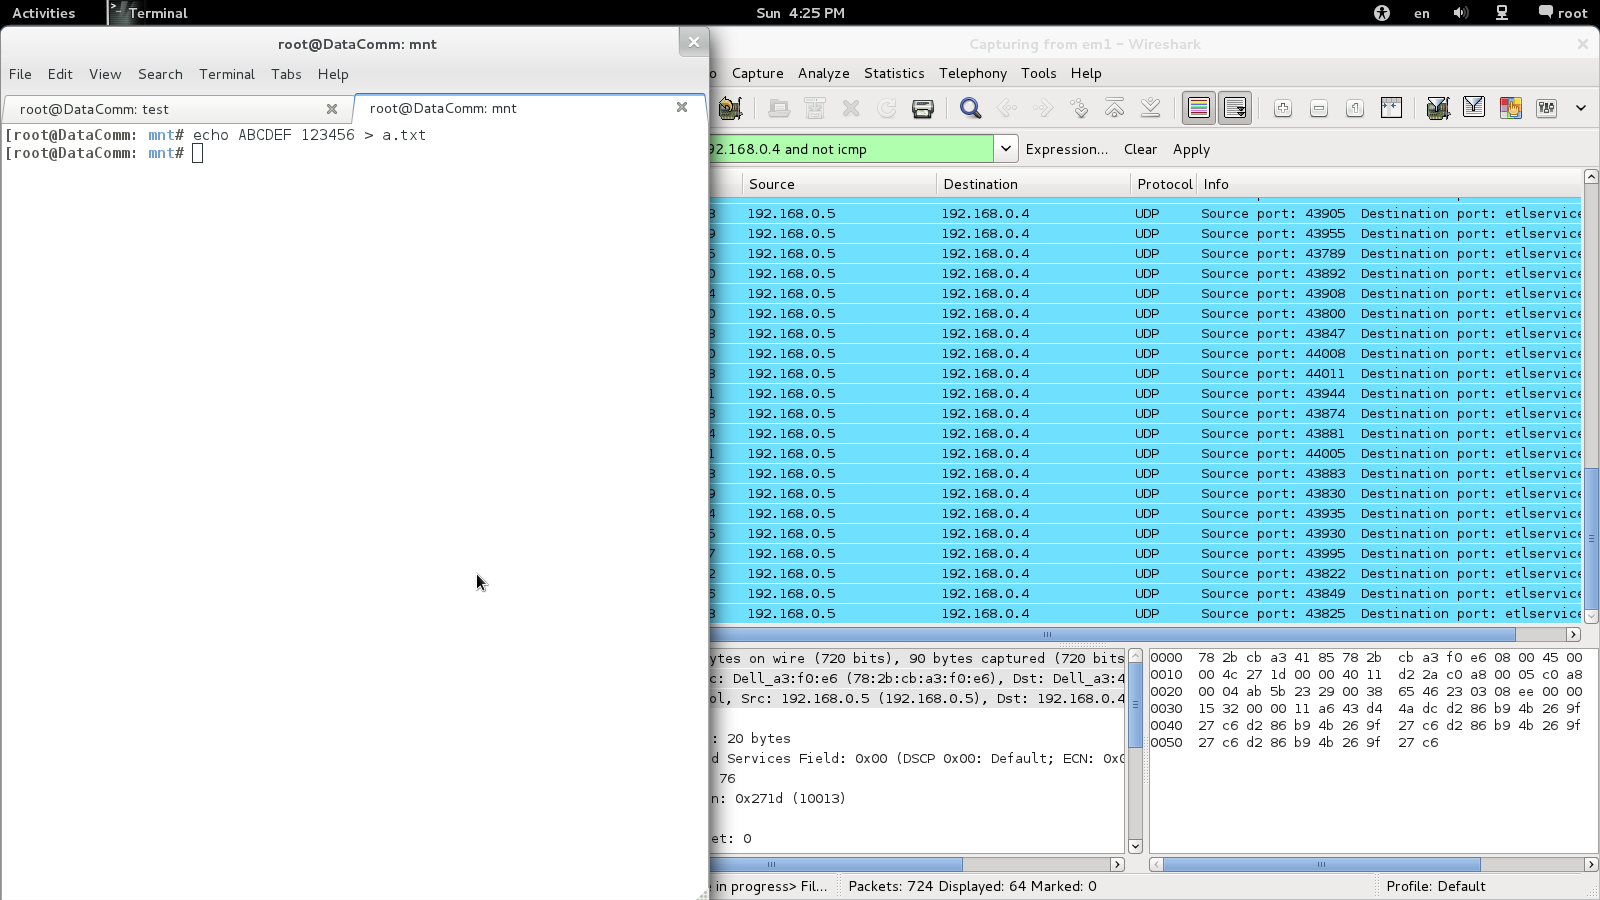 Activities Terminal Sun 4:25 PM en root
root@DataComm: mnt
File Edit View Search Terminal Tabs Help
root@DataComm: test root@DataComm: mnt
[root@DataComm: mnt# echo ABCDEF 123456 > a.txt
[root@DataComm: mnt#
Capturing from em1 - Wireshark
Capture Analyze Statistics Telephony Tools Help
92.168.0.4 and not icmp Expression... Clear Apply
Source Destination Protocol Info
192.168.0.5 192.168.0.4 UDP Source port: 43905 Destination port: etlservice
192.168.0.5 192.168.0.4 UDP Source port: 43955 Destination port: etlservice
192.168.0.5 192.168.0.4 UDP Source port: 43789 Destination port: etlservice
192.168.0.5 192.168.0.4 UDP Source port: 43892 Destination port: etlservice
192.168.0.5 192.168.0.4 UDP Source port: 43908 Destination port: etlservice
192.168.0.5 192.168.0.4 UDP Source port: 43800 Destination port: etlservice
192.168.0.5 192.168.0.4 UDP Source port: 43847 Destination port: etlservice
192.168.0.5 192.168.0.4 UDP Source port: 44008 Destination port: etlservice
192.168.0.5 192.168.0.4 UDP Source port: 44011 Destination port: etlservice
192.168.0.5 192.168.0.4 UDP Source port: 43944 Destination port: etlservice
192.168.0.5 192.168.0.4 UDP Source port: 43874 Destination port: etlservice
192.168.0.5 192.168.0.4 UDP Source port: 43881 Destination port: etlservice
192.168.0.5 192.168.0.4 UDP Source port: 44005 Destination port: etlservice
192.168.0.5 192.168.0.4 UDP Source port: 43883 Destination port: etlservice
192.168.0.5 192.168.0.4 UDP Source port: 43830 Destination port: etlservice
192.168.0.5 192.168.0.4 UDP Source port: 43935 Destination port: etlservice
192.168.0.5 192.168.0.4 UDP Source port: 43930 Destination port: etlservice
192.168.0.5 192.168.0.4 UDP Source port: 43995 Destination port: etlservice
192.168.0.5 192.168.0.4 UDP Source port: 43822 Destination port: etlservice
192.168.0.5 192.168.0.4 UDP Source port: 43849 Destination port: etlservice
192.168.0.5 192.168.0.4 UDP Source port: 43825 Destination port: etlservice
ytes on wire (720 bits), 90 bytes captured (720 bits
c: Dell_a3:f0:e6 (78:2b:cb:a3:f0:e6), Dst: Dell_a3:4
ol, Src: 192.168.0.5 (192.168.0.5), Dst: 192.168.0.4
: 20 bytes
d Services Field: 0x00 (DSCP 0x00: Default; ECN: 0x0
76
n: 0x271d (10013)
et: 0
0000 78 2b cb a3 41 85 78 2b cb a3 f0 e6 08 00 45 00
0010 00 4c 27 1d 00 00 40 11 d2 2a c0 a8 00 05 c0 a8
0020 00 04 ab 5b 23 29 00 38 65 46 23 03 08 ee 00 00
0030 15 32 00 00 11 a6 43 d4 4a dc d2 86 b9 4b 26 9f
0040 27 c6 d2 86 b9 4b 26 9f 27 c6 d2 86 b9 4b 26 9f
0050 27 c6 d2 86 b9 4b 26 9f 27 c6
e in progress> Fil... Packets: 724 Displayed: 64 Marked: 0 Profile: Default